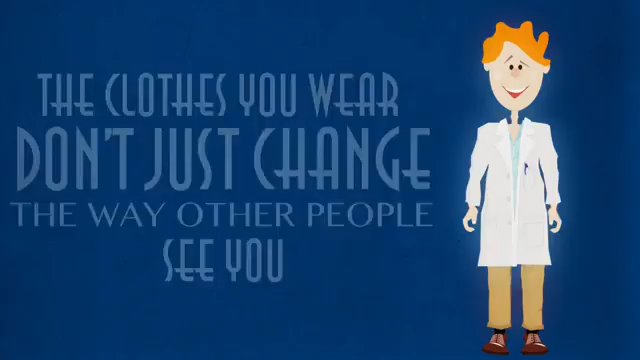 THE CLOTHES YOU WEAR
DON'T JUST CHANGE
THE WAY OTHER PEOPLE
SEE YOU